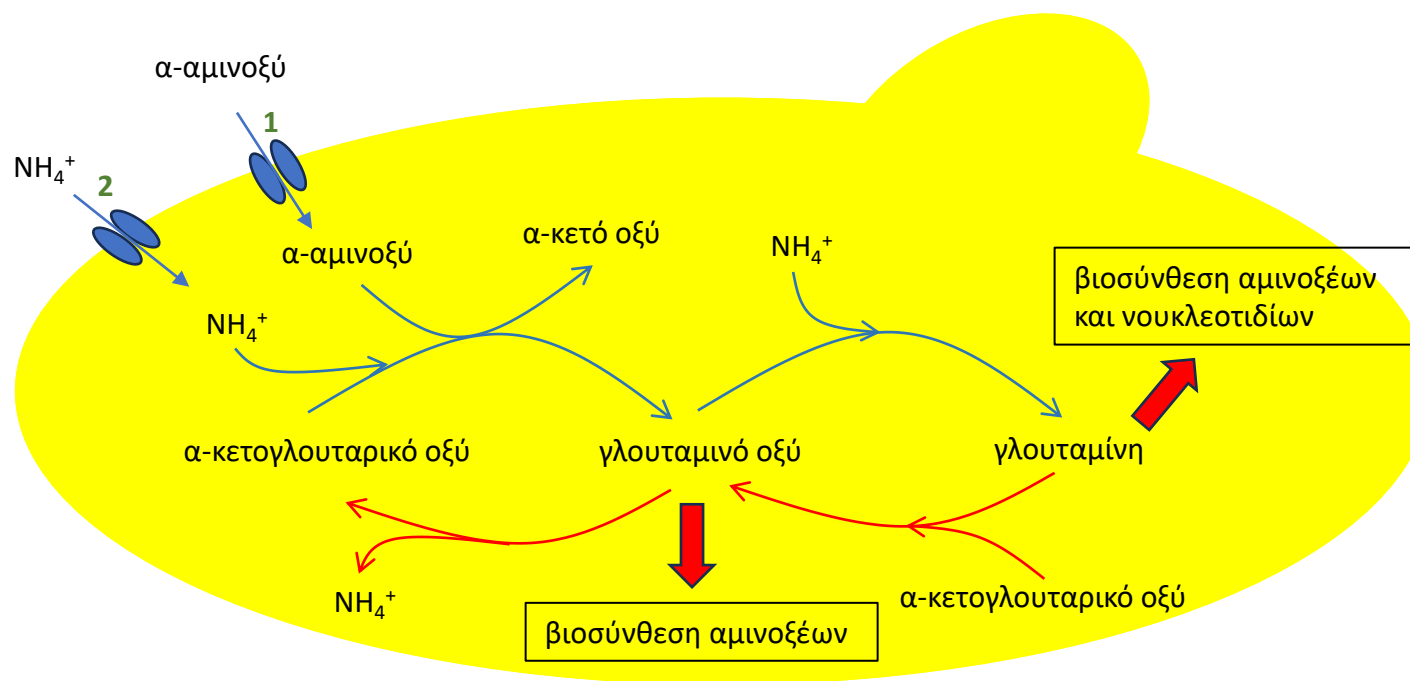 α-αμινοξύ
1
NH₄⁺
2
α-αμινοξύ
α-κετό οξύ
NH₄⁺
βιοσύνθεση αμινοξέων
και νουκλεοτιδίων
NH₄⁺
α-κετογλουταρικό οξύ
γλουταμινό οξύ
γλουταμίνη
NH₄⁺
α-κετογλουταρικό οξύ
βιοσύνθεση αμινοξέων